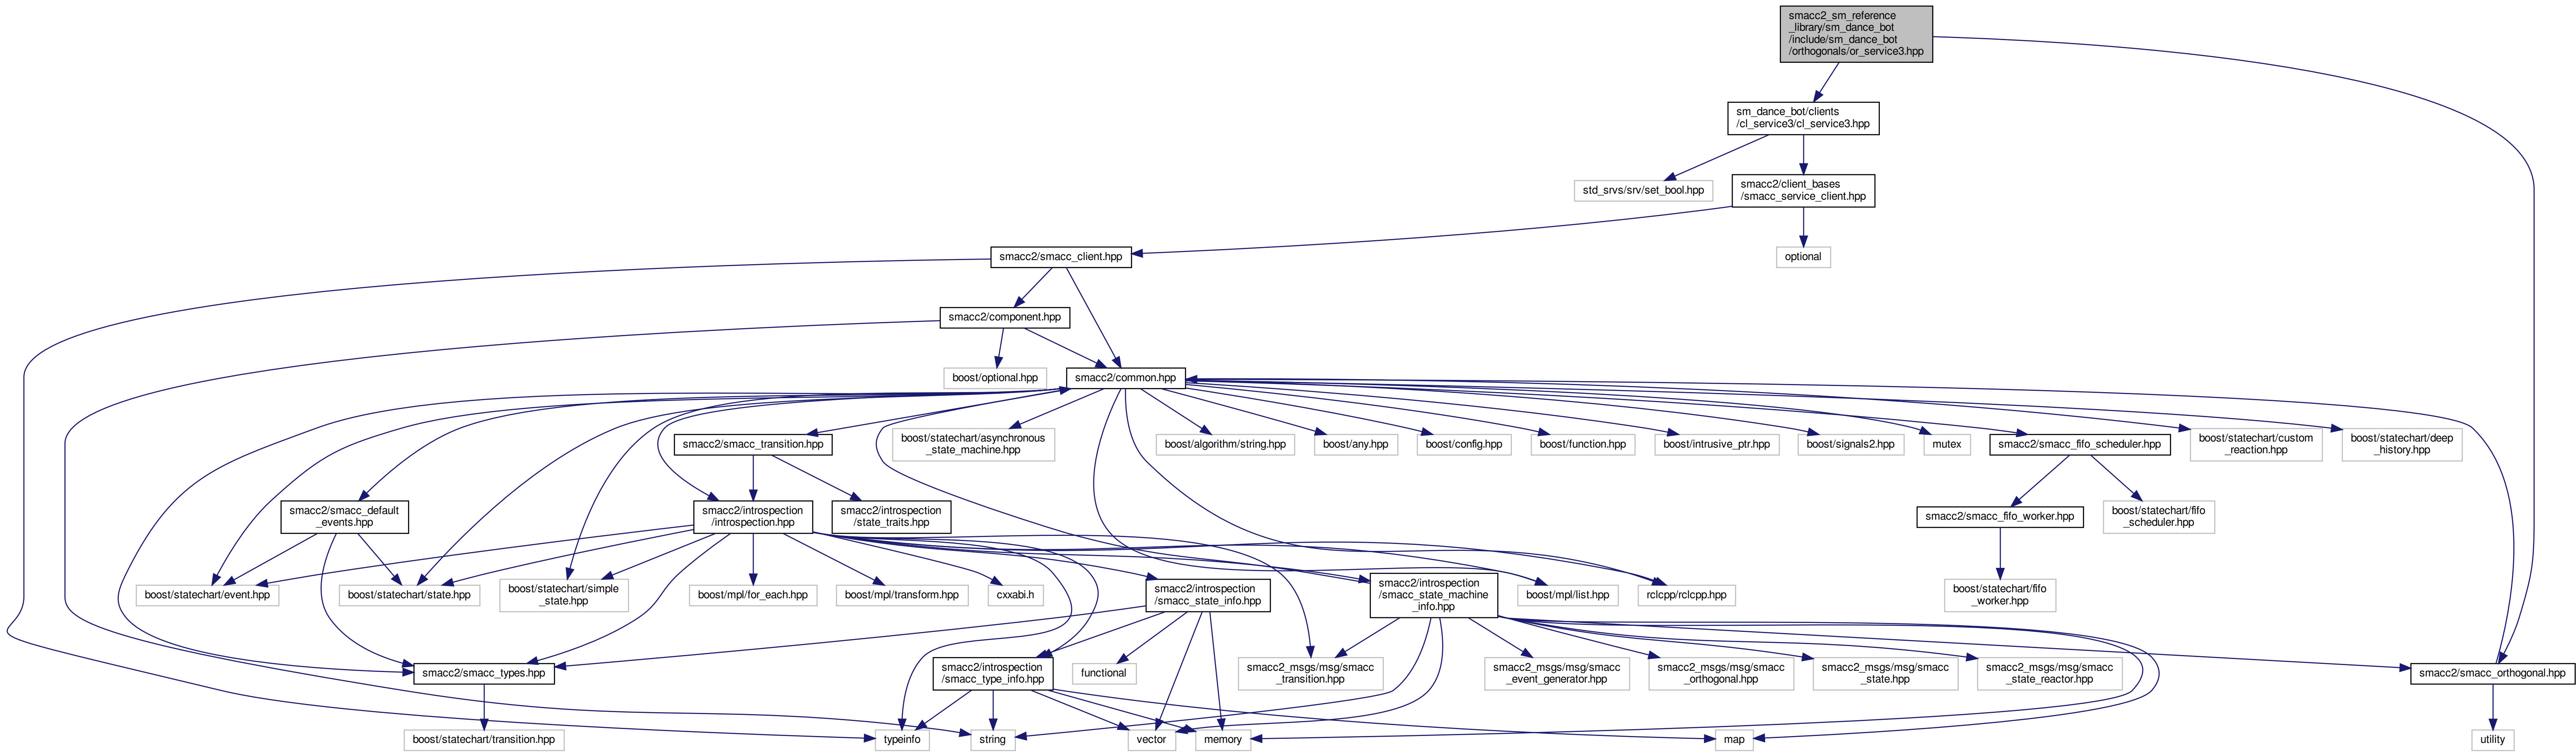 smacc2_sm_reference
_library/sm_dance_bot
/include/sm_dance_bot
/orthogonals/or_service3.hpp
sm_dance_bot/clients
/cl_service3/cl_service3.hpp
std_srvs/srv/set_bool.hpp
smacc2/client_bases
/smacc_service_client.hpp
smacc2/smacc_client.hpp
optional
smacc2/component.hpp
boost/optional.hpp
smacc2/common.hpp
smacc2/smacc_transition.hpp
boost/statechart/asynchronous
_state_machine.hpp
boost/algorithm/string.hpp
boost/any.hpp
boost/config.hpp
boost/function.hpp
boost/intrusive_ptr.hpp
boost/signals2.hpp
mutex
smacc2/smacc_fifo_scheduler.hpp
boost/statechart/custom
_reaction.hpp
boost/statechart/deep
_history.hpp
smacc2/smacc_default
_events.hpp
smacc2/introspection
/introspection.hpp
smacc2/introspection
/state_traits.hpp
smacc2/smacc_fifo_worker.hpp
boost/statechart/fifo
_scheduler.hpp
boost/statechart/event.hpp
boost/statechart/state.hpp
boost/statechart/simple
_state.hpp
boost/mpl/for_each.hpp
boost/mpl/transform.hpp
cxxabi.h
smacc2/introspection
/smacc_state_info.hpp
smacc2/introspection
/smacc_state_machine
_info.hpp
boost/mpl/list.hpp
rclcpp/rclcpp.hpp
boost/statechart/fifo
_worker.hpp
smacc2/smacc_types.hpp
smacc2/introspection
/smacc_type_info.hpp
functional
smacc2_msgs/msg/smacc
_transition.hpp
smacc2_msgs/msg/smacc
_event_generator.hpp
smacc2_msgs/msg/smacc
_orthogonal.hpp
smacc2_msgs/msg/smacc
_state.hpp
smacc2_msgs/msg/smacc
_state_reactor.hpp
smacc2/smacc_orthogonal.hpp
boost/statechart/transition.hpp
typeinfo
string
vector
memory
map
utility